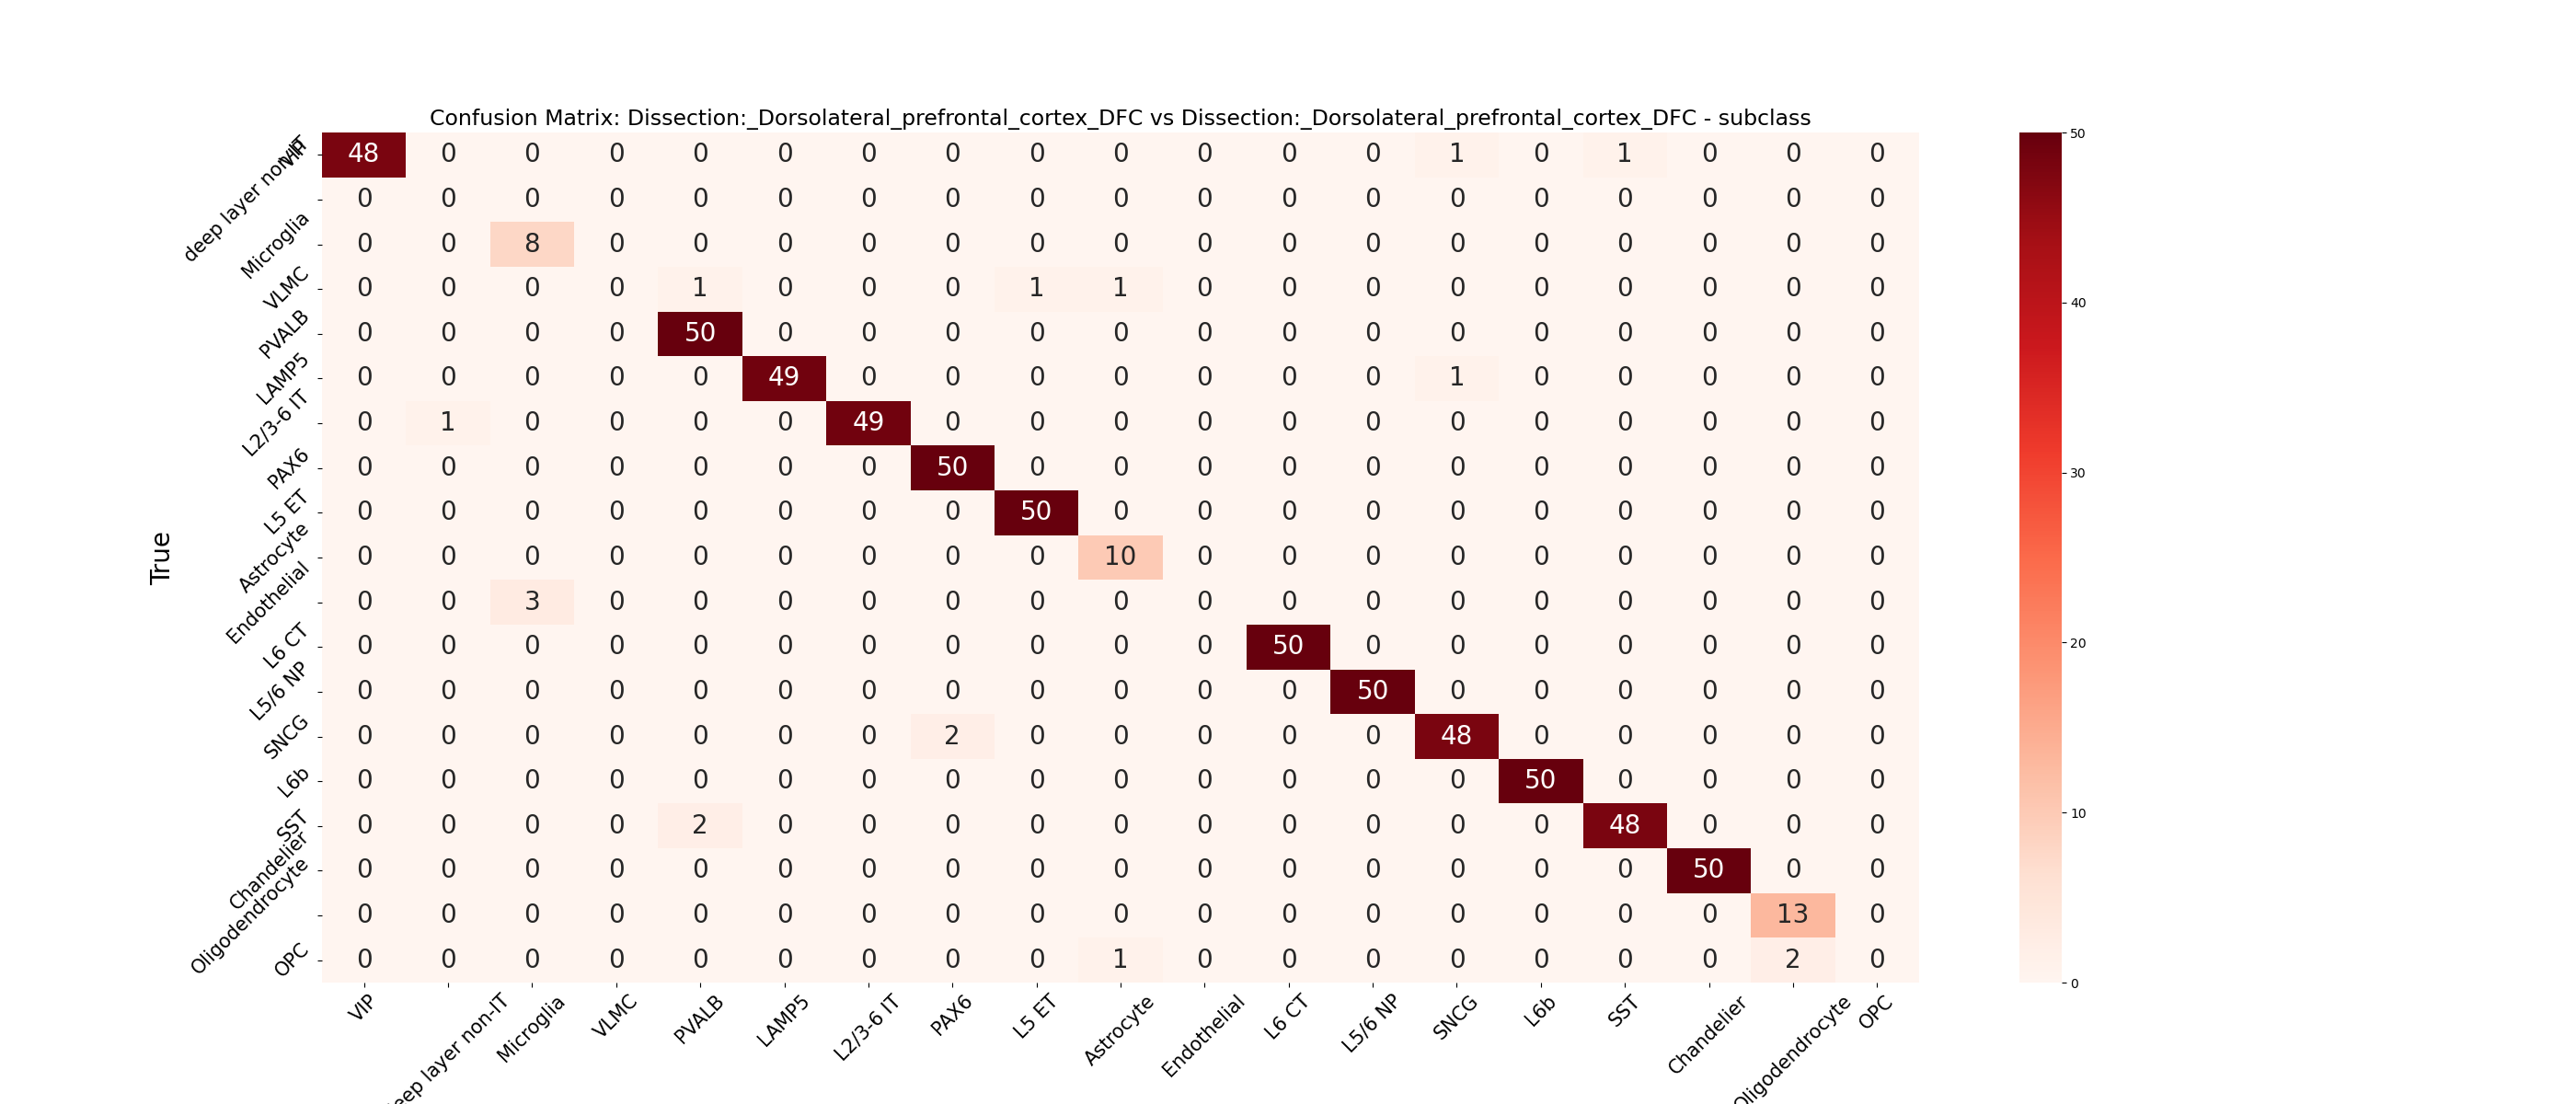 Confusion Matrix: Dissection:_Dorsolateral_prefrontal_cortex_DFC vs Dissection:_Dorsolateral_prefrontal_cortex_DFC - subclass
True
VIP 48 0 0 0 0 0 0 0 0 0 0 0 0 1 0 1 0 0 0
deep layer non-IT 0 0 0 0 0 0 0 0 0 0 0 0 0 0 0 0 0 0 0
Microglia 0 0 8 0 0 0 0 0 0 0 0 0 0 0 0 0 0 0 0
VLMC 0 0 0 0 1 0 0 0 1 1 0 0 0 0 0 0 0 0 0
PVALB 0 0 0 0 50 0 0 0 0 0 0 0 0 0 0 0 0 0 0
LAMP5 0 0 0 0 0 49 0 0 0 0 0 0 0 1 0 0 0 0 0
L2/3-6 IT 0 1 0 0 0 0 49 0 0 0 0 0 0 0 0 0 0 0 0
PAX6 0 0 0 0 0 0 0 50 0 0 0 0 0 0 0 0 0 0 0
L5 ET 0 0 0 0 0 0 0 0 50 0 0 0 0 0 0 0 0 0 0
Astrocyte 0 0 0 0 0 0 0 0 0 10 0 0 0 0 0 0 0 0 0
Endothelial 0 0 3 0 0 0 0 0 0 0 0 0 0 0 0 0 0 0 0
L6 CT 0 0 0 0 0 0 0 0 0 0 0 50 0 0 0 0 0 0 0
L5/6 NP 0 0 0 0 0 0 0 0 0 0 0 0 50 0 0 0 0 0 0
SNCG 0 0 0 0 0 0 0 2 0 0 0 0 0 48 0 0 0 0 0
L6b 0 0 0 0 0 0 0 0 0 0 0 0 0 0 50 0 0 0 0
SST 0 0 0 0 2 0 0 0 0 0 0 0 0 0 0 48 0 0 0
Chandelier 0 0 0 0 0 0 0 0 0 0 0 0 0 0 0 0 50 0 0
Oligodendrocyte 0 0 0 0 0 0 0 0 0 0 0 0 0 0 0 0 0 13 0
OPC 0 0 0 0 0 0 0 0 0 1 0 0 0 0 0 0 0 2 0
VIP eep layer non-IT Microglia VLMC PVALB LAMP5 L2/3-6 IT PAX6 L5 ET Astrocyte Endothelial L6 CT L5/6 NP SNCG L6b SST Chandelier Oligodendrocyte OPC
50
40
30
20
10
0